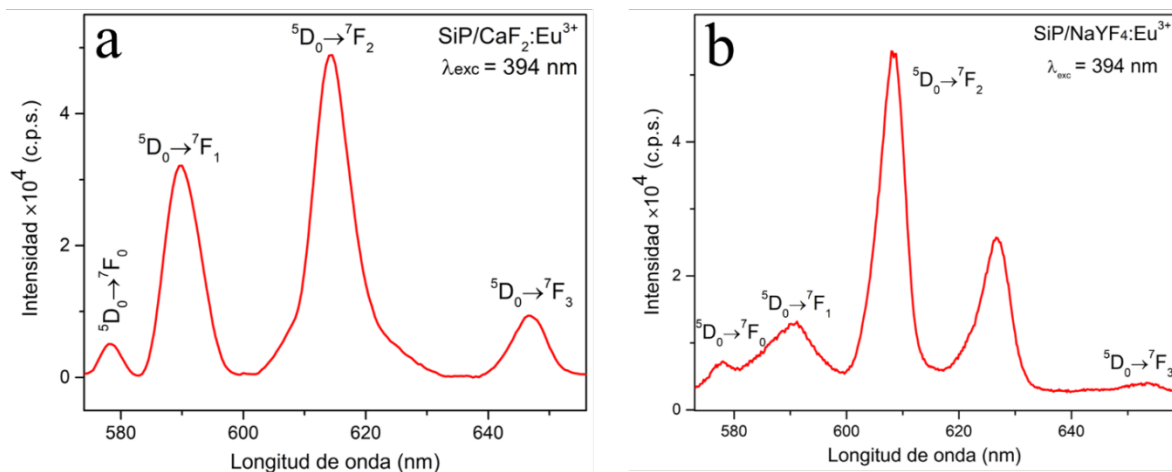 a
SiP/CaF₂:Eu³⁺
λexc = 394 nm
⁵D₀→⁷F₀
⁵D₀→⁷F₁
⁵D₀→⁷F₂
⁵D₀→⁷F₃
Intensidad ×10⁴ (c.p.s.)
4
2
0
580
600
620
640
Longitud de onda (nm)
b
SiP/NaYF₄:Eu³⁺
λexc = 394 nm
⁵D₀→⁷F₀
⁵D₀→⁷F₁
⁵D₀→⁷F₂
⁵D₀→⁷F₃
Intensidad ×10⁴ (c.p.s.)
4
2
0
580
600
620
640
Longitud de onda (nm)